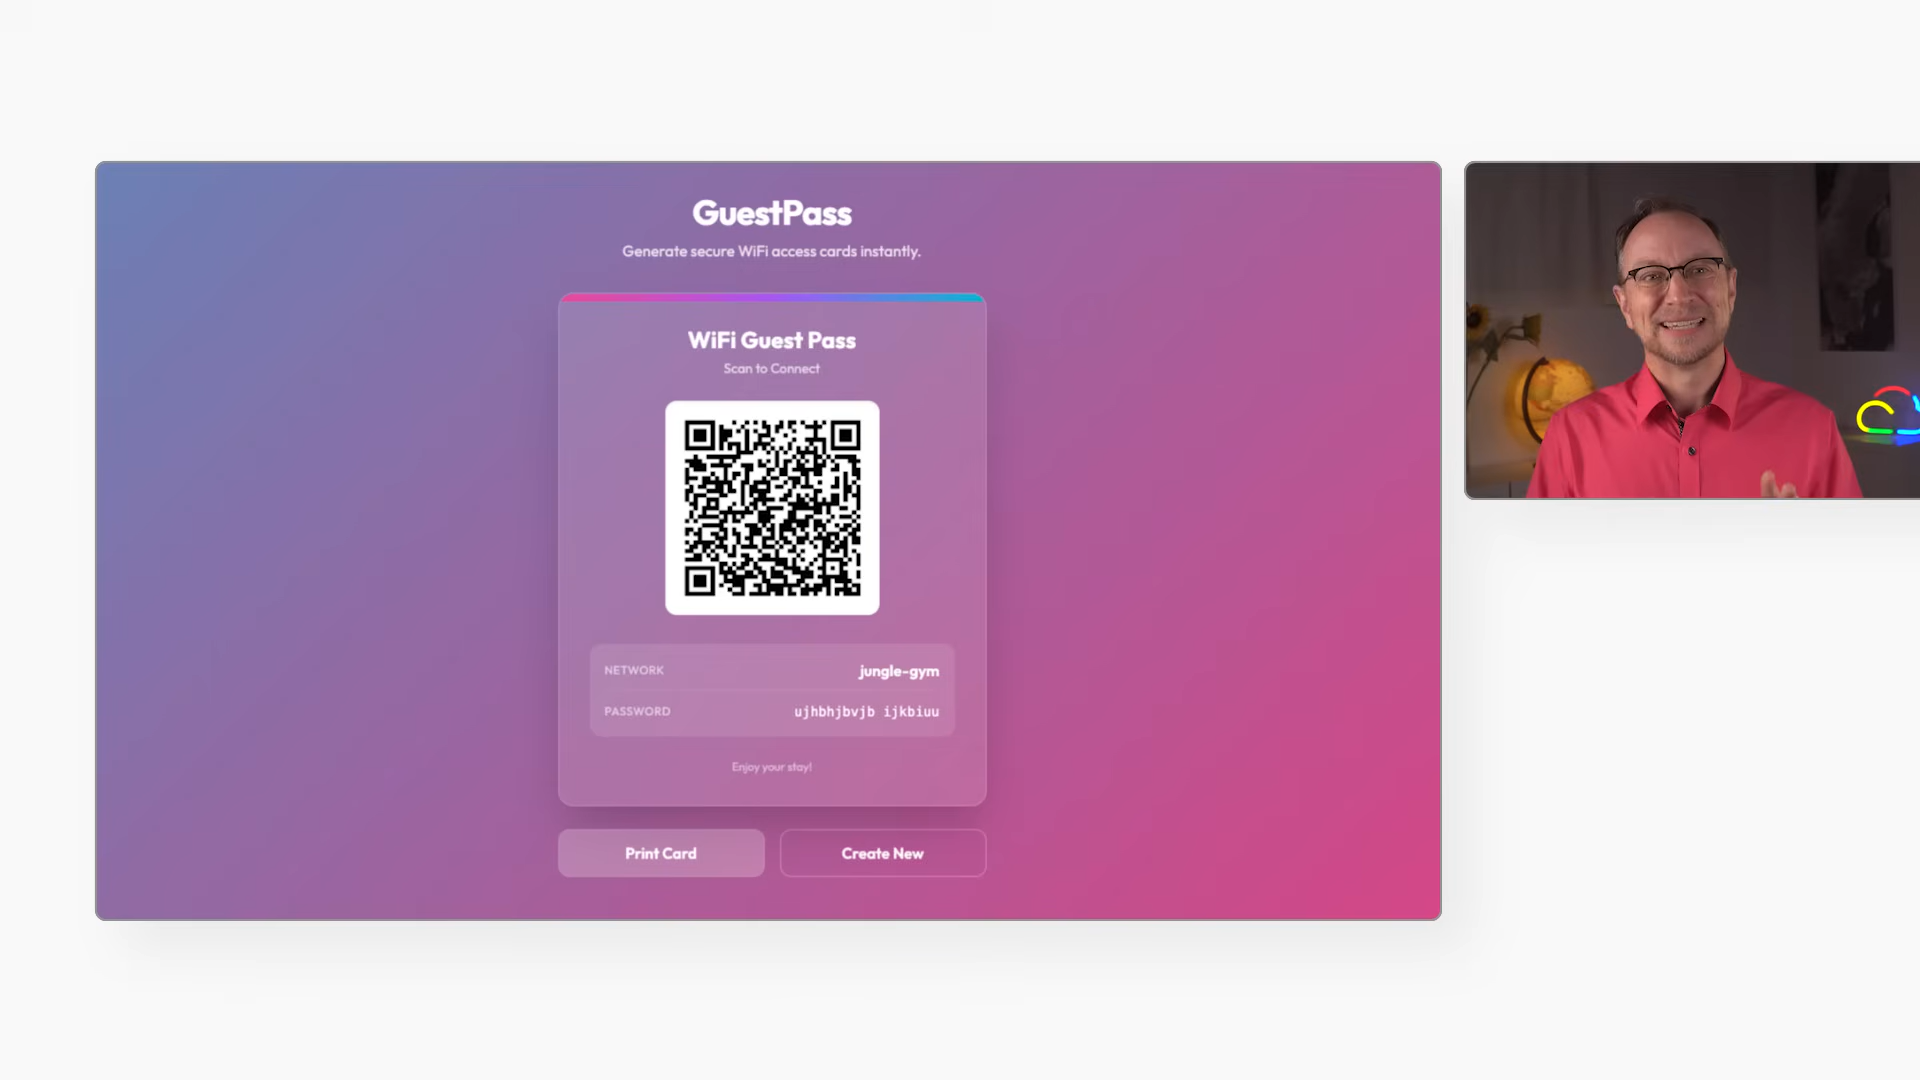 GuestPass
Generate secure WiFi access cards instantly.
WiFi Guest Pass
Scan to Connect
NETWORK jungle-gym
PASSWORD ujhbhjbvjb ijkbiuu
Enjoy your stay!
Print Card
Create New